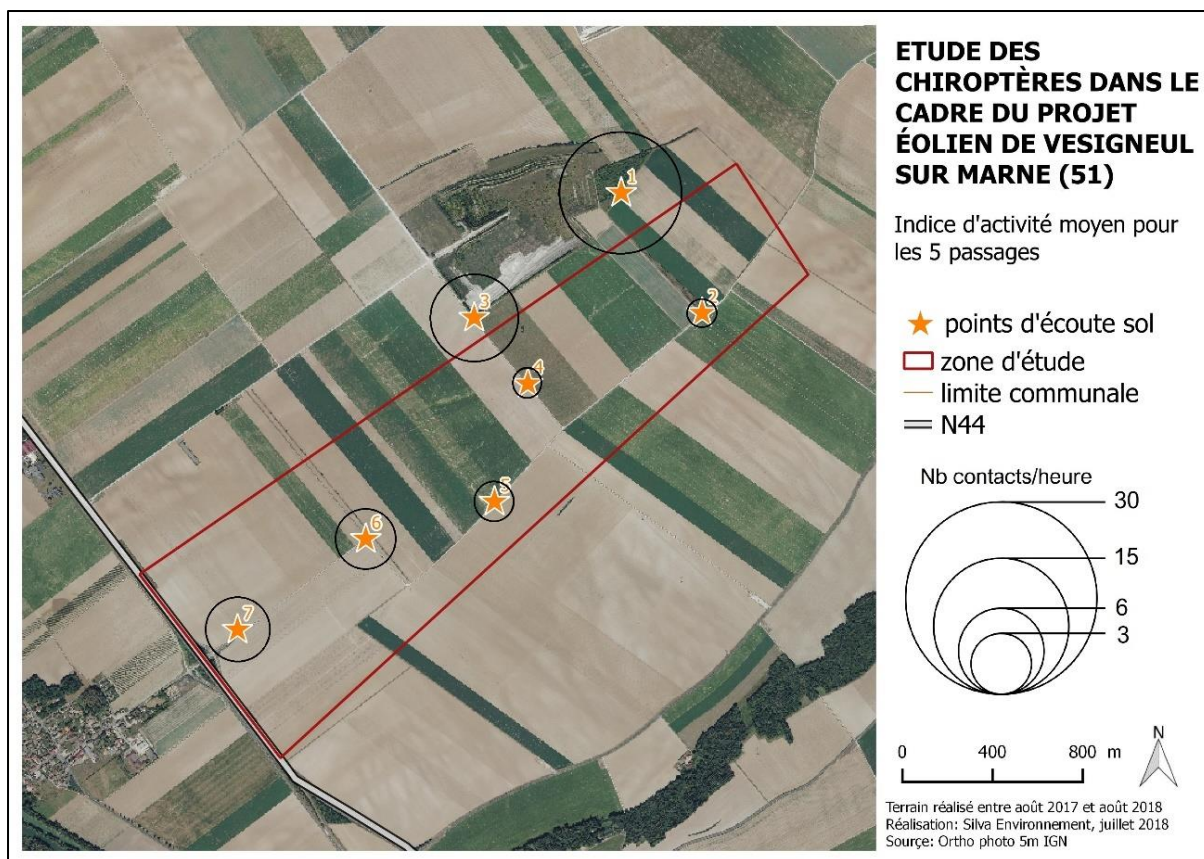 ETUDE DES
CHIROPTÈRES DANS LE
CADRE DU PROJET
ÉOLIEN DE VESIGNEUL
SUR MARNE (51)
Indice d'activité moyen pour
les 5 passages
points d'écoute sol
zone d'étude
limite communale
N44
Nb contacts/heure
30
15
6
3
0 400 800 m
N
Terrain réalisé entre août 2017 et août 2018
Réalisation: Silva Environnement, juillet 2018
Source: Ortho photo 5m IGN
1
2
3
4
5
6
7